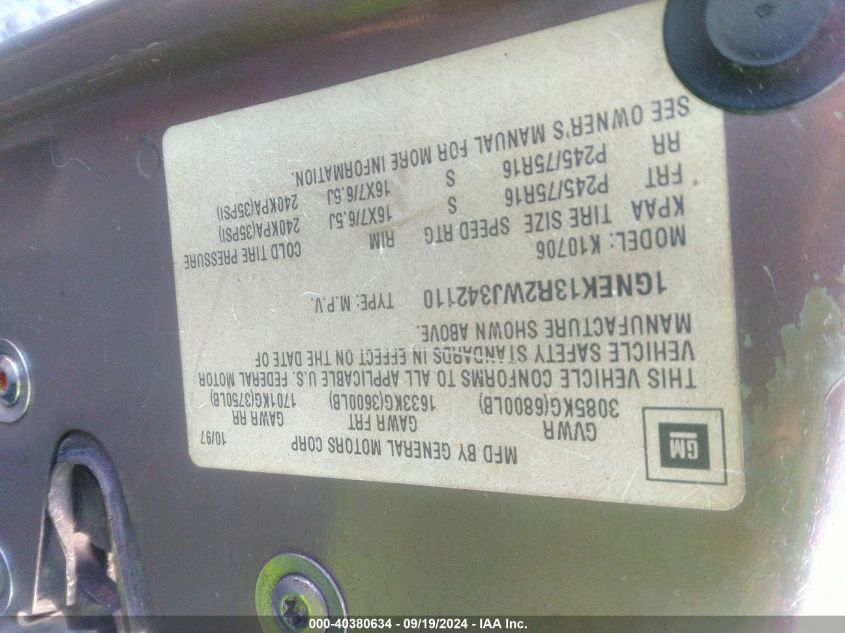 MFD BY GENERAL MOTORS CORP 10/97
GM
GVWR GAWR FRT GAWR RR
3085KG(6800LB) 1633KG(3600LB) 1701KG(3750LB)
THIS VEHICLE CONFORMS TO ALL APPLICABLE U.S. FEDERAL MOTOR
VEHICLE SAFETY STANDARDS IN EFFECT ON THE DATE OF
MANUFACTURE SHOWN ABOVE.
1GNEK13R2WJ342110 TYPE: M.P.V.
MODEL: K10706
KPAA TIRE SIZE SPEED RTG RIM COLD TIRE PRESSURE
FRT P245/75R16 S 16X7/6.5J 240KPA(35PSI)
RR P245/75R16 S 16X7/6.5J 240KPA(35PSI)
SEE OWNER'S MANUAL FOR MORE INFORMATION.
000-40380634 - 09/19/2024 - IAA Inc.